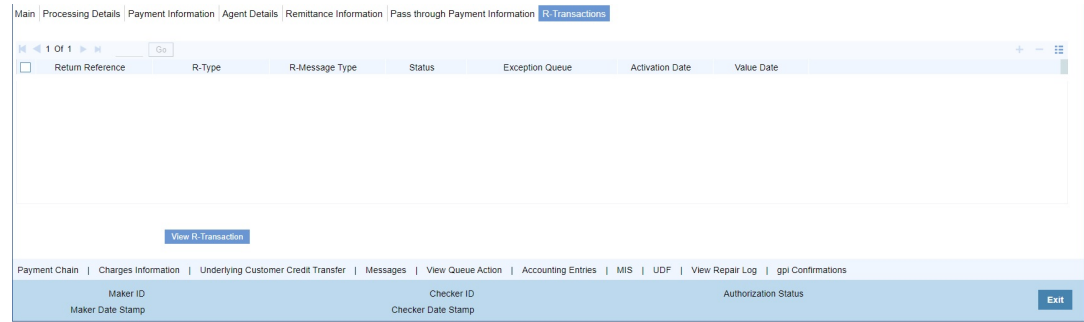 Main Processing Details Payment Information Agent Details Remittance Information Pass through Payment Information R-Transactions
1 Of 1 Go
Return Reference R-Type R-Message Type Status Exception Queue Activation Date Value Date
View R-Transaction
Payment Chain | Charges Information | Underlying Customer Credit Transfer | Messages | View Queue Action | Accounting Entries | MIS | UDF | View Repair Log | gpi Confirmations
Maker ID Checker ID Authorization Status
Exit
Maker Date Stamp Checker Date Stamp